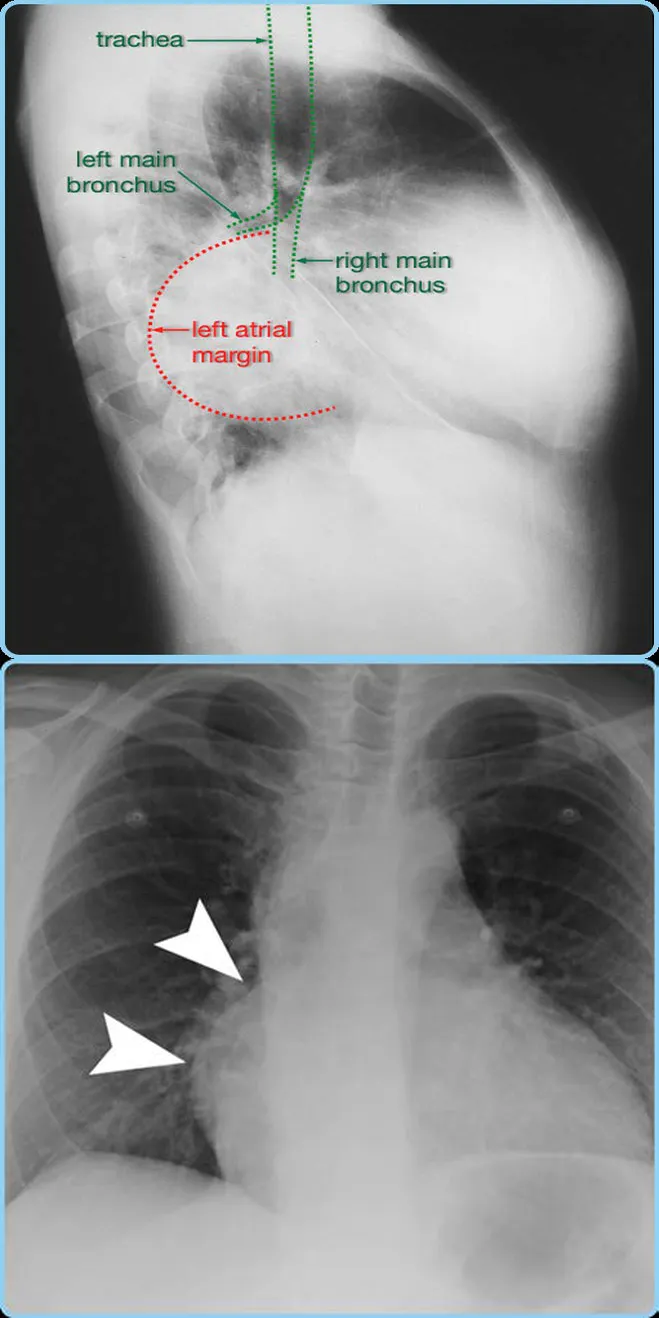 trachea
left main
bronchus
right main
bronchus
left atrial
margin